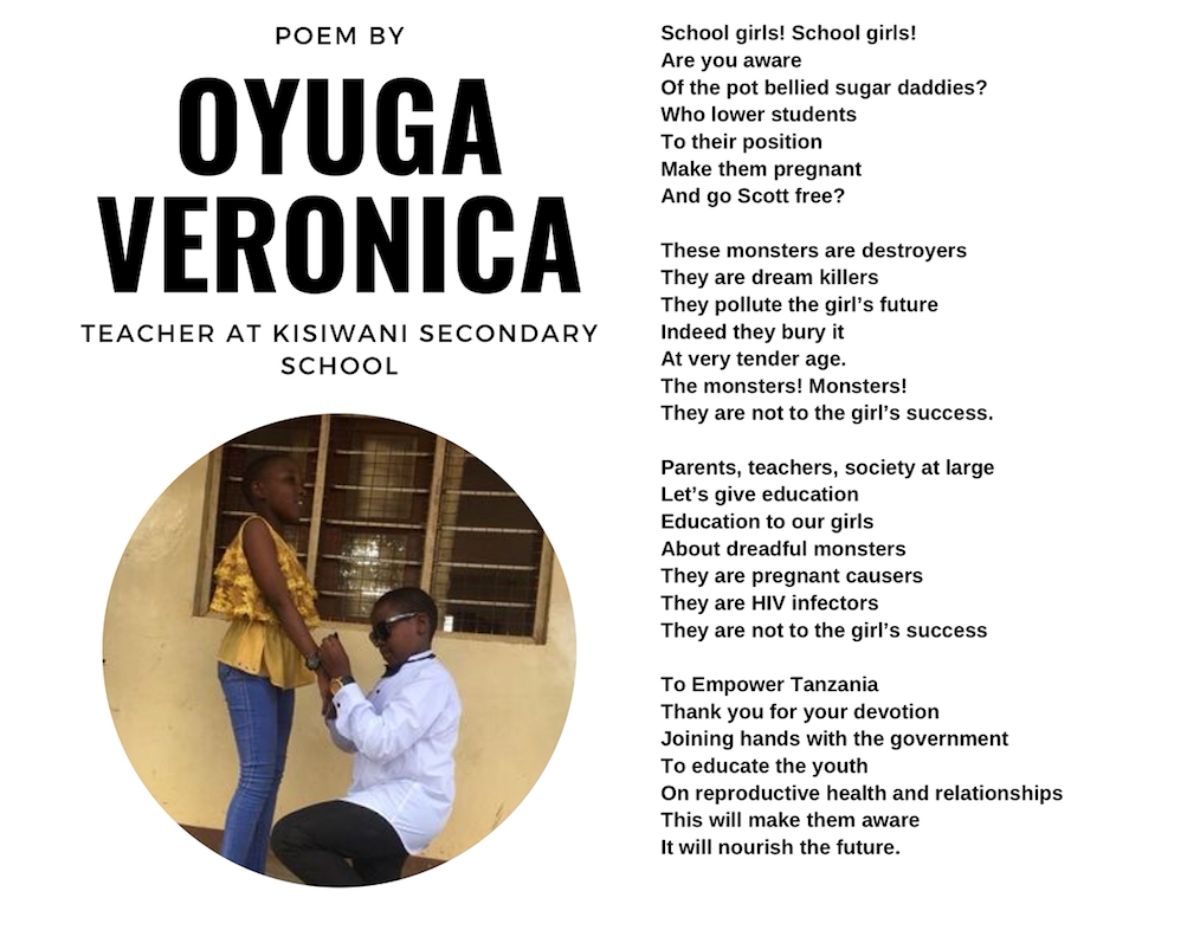 POEM BY
OYUGA
VERONICA
TEACHER AT KISIWANI SECONDARY
SCHOOL
School girls! School girls!
Are you aware
Of the pot bellied sugar daddies?
Who lower students
To their position
Make them pregnant
And go Scott free?
These monsters are destroyers
They are dream killers
They pollute the girl’s future
Indeed they bury it
At very tender age.
The monsters! Monsters!
They are not to the girl’s success.
Parents, teachers, society at large
Let’s give education
Education to our girls
About dreadful monsters
They are pregnant causers
They are HIV infectors
They are not to the girl’s success
To Empower Tanzania
Thank you for your devotion
Joining hands with the government
To educate the youth
On reproductive health and relationships
This will make them aware
It will nourish the future.